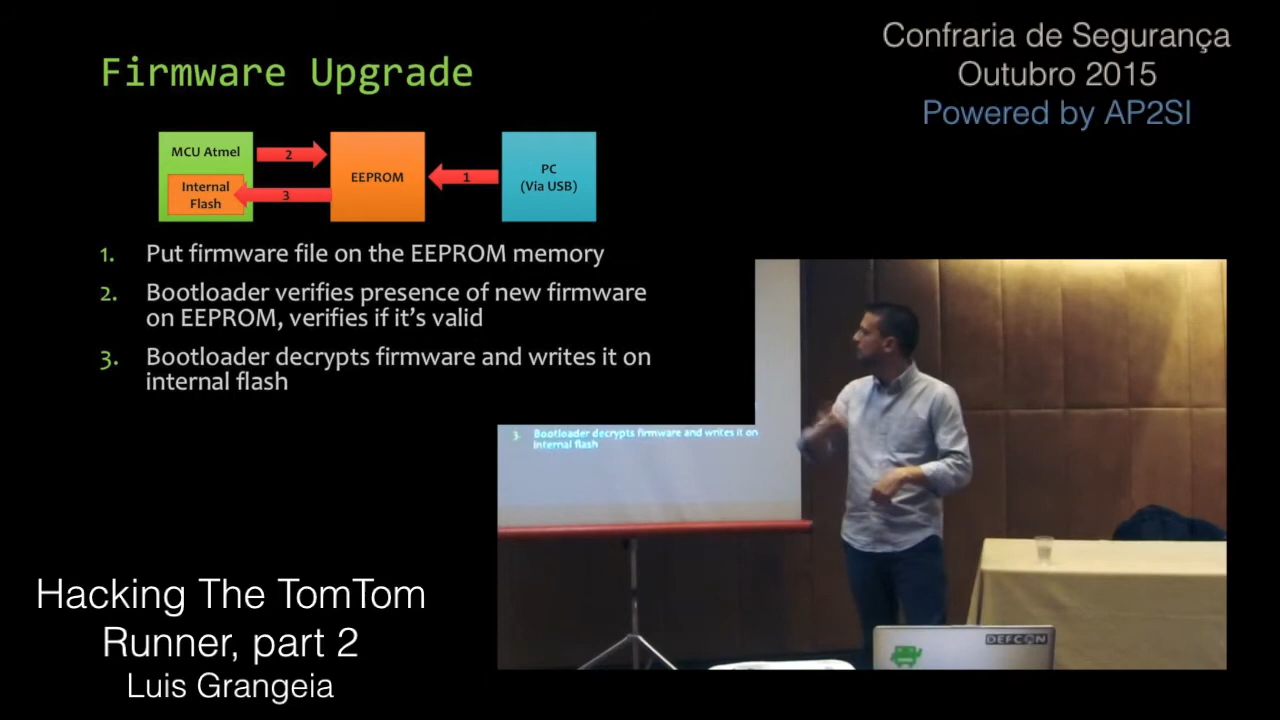 Confraria de Segurança
Outubro 2015
Powered by AP2SI
Firmware Upgrade
MCU Atmel
Internal
Flash
2
3
EEPROM
1
PC
(Via USB)
1. Put firmware file on the EEPROM memory
2. Bootloader verifies presence of new firmware
on EEPROM, verifies if it's valid
3. Bootloader decrypts firmware and writes it on
internal flash
3. Bootloader decrypts firmware and writes it on
internal flash
DEFCON
Hacking The TomTom
Runner, part 2
Luis Grangeia